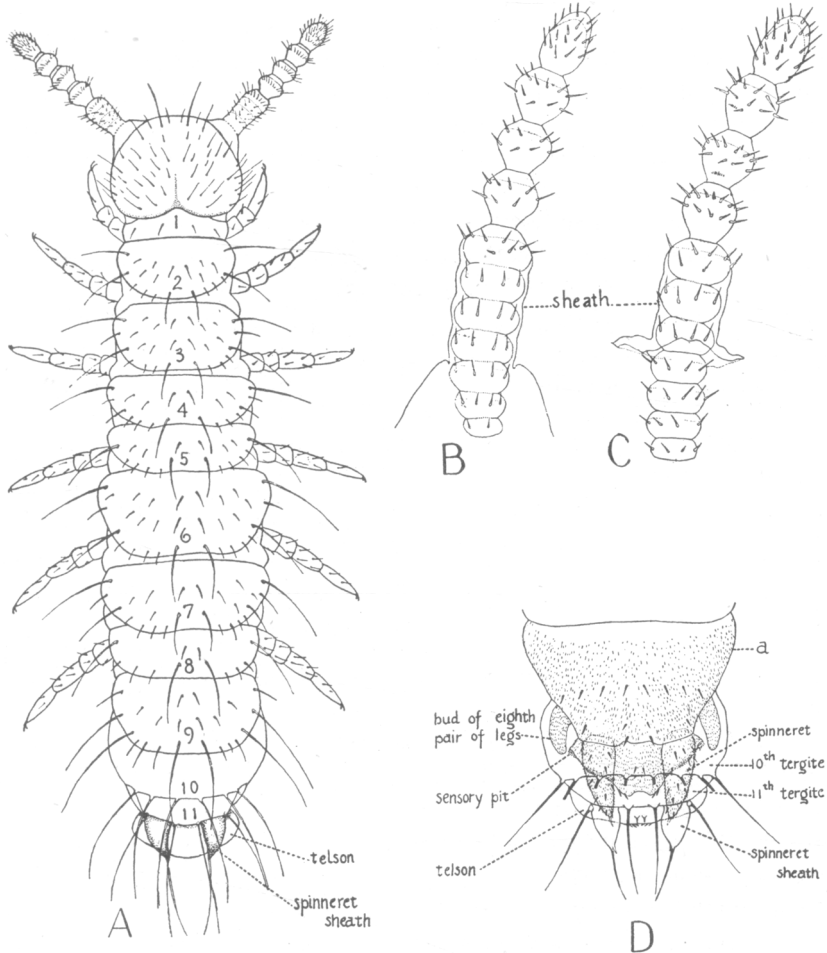 1
2
3
4
5
6
7
8
9
10
11
telson
spinneret
sheath
A
sheath
B
C
a
bud of eighth
pair of legs
spinneret
10th tergite
sensory pit
11th tergite
YY
telson
spinneret
sheath
D